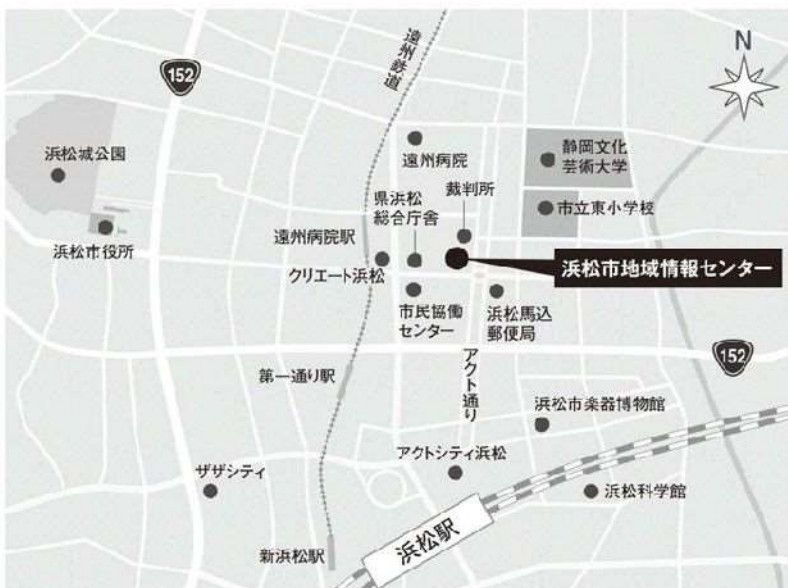 N
152
遠州鉄道
浜松城公園
遠州病院
静岡文化
芸術大学
裁判所
県浜松
総合庁舎
市立東小学校
遠州病院駅
浜松市役所
クリエート浜松
浜松市地域情報センター
市民協働
センター
浜松馬込
郵便局
アクト通り
152
第一通り駅
浜松市楽器博物館
アクトシティ浜松
ザザシティ
浜松科学館
浜松駅
新浜松駅